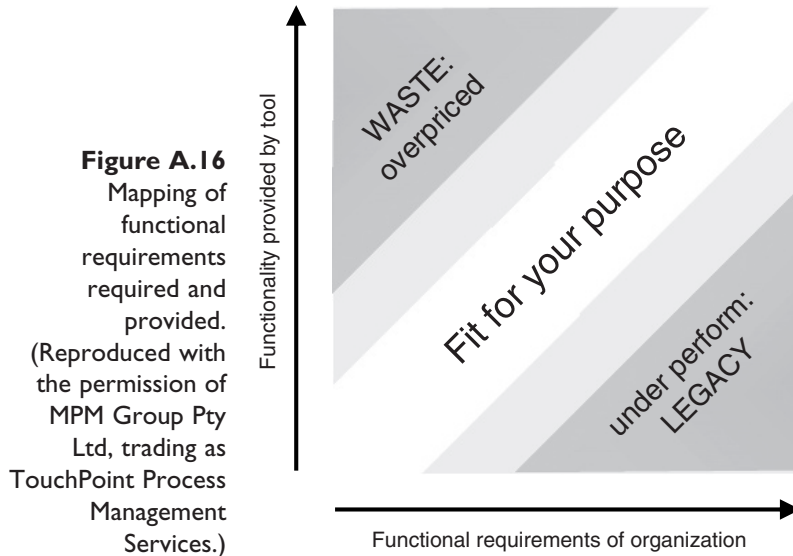 Figure A.16
Mapping of
functional
requirements
required and
provided.
(Reproduced with
the permission of
MPM Group Pty
Ltd, trading as
TouchPoint Process
Management
Services.)
Functionality provided by tool
WASTE:
overpriced
Fit for your purpose
under perform:
LEGACY
Functional requirements of organization